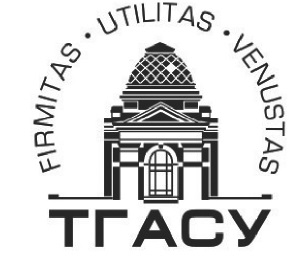 FIRMITAS · UTILITAS · VENUSTAS
ТГАСУ